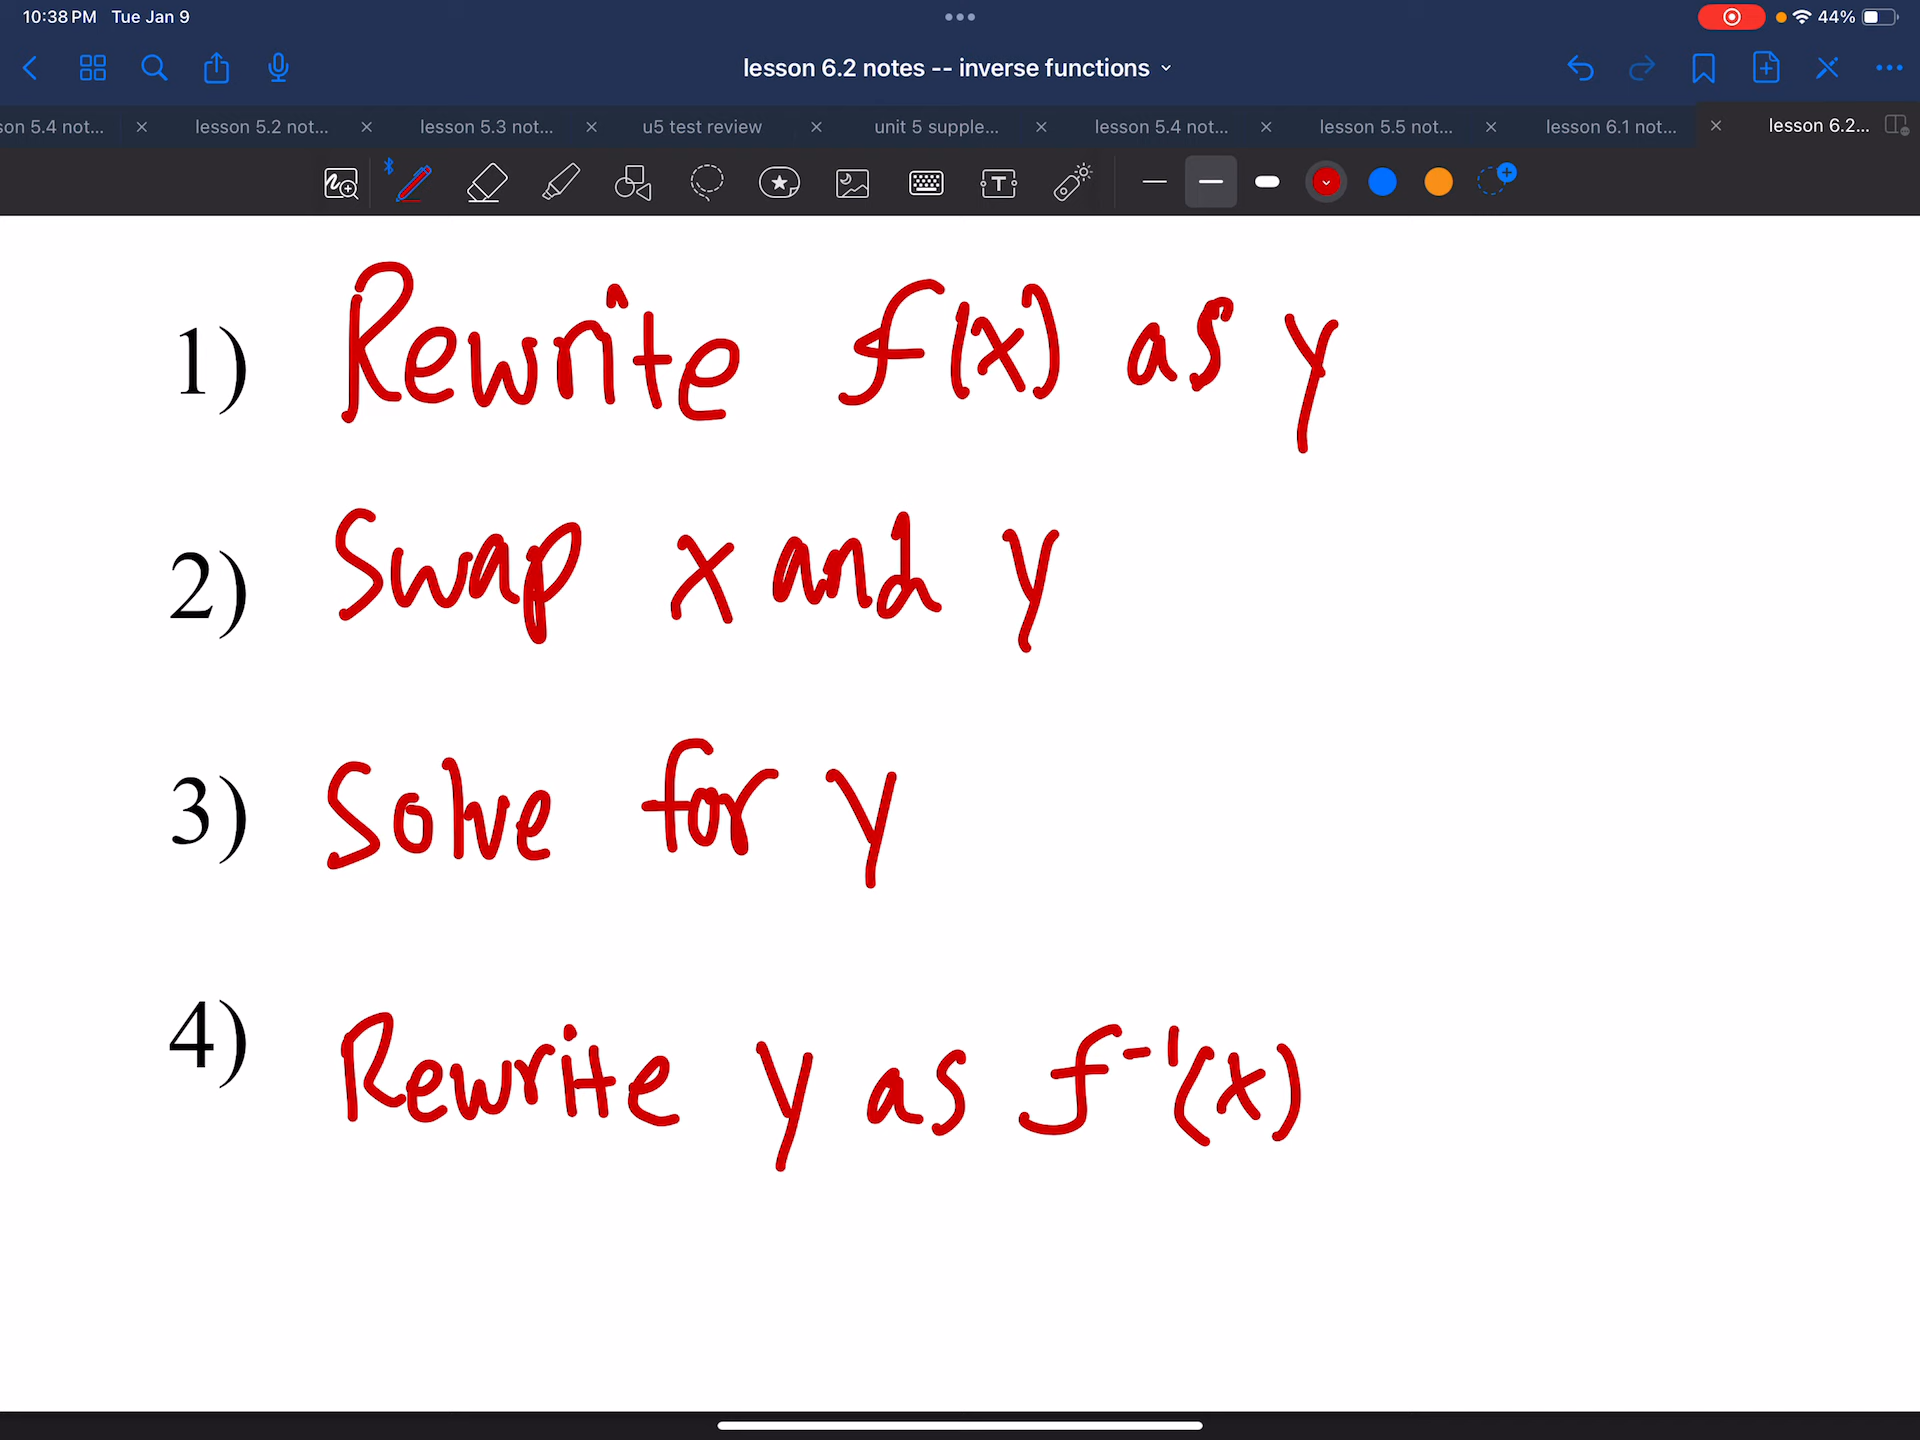 10:38 PM Tue Jan 9
44%
lesson 6.2 notes -- inverse functions
son 5.4 not... lesson 5.2 not... lesson 5.3 not... u5 test review unit 5 supple... lesson 5.4 not... lesson 5.5 not... lesson 6.1 not... lesson 6.2...
1) Rewrite f(x) as y
2) Swap x and y
3) Solve for y
4) Rewrite y as f⁻¹(x)